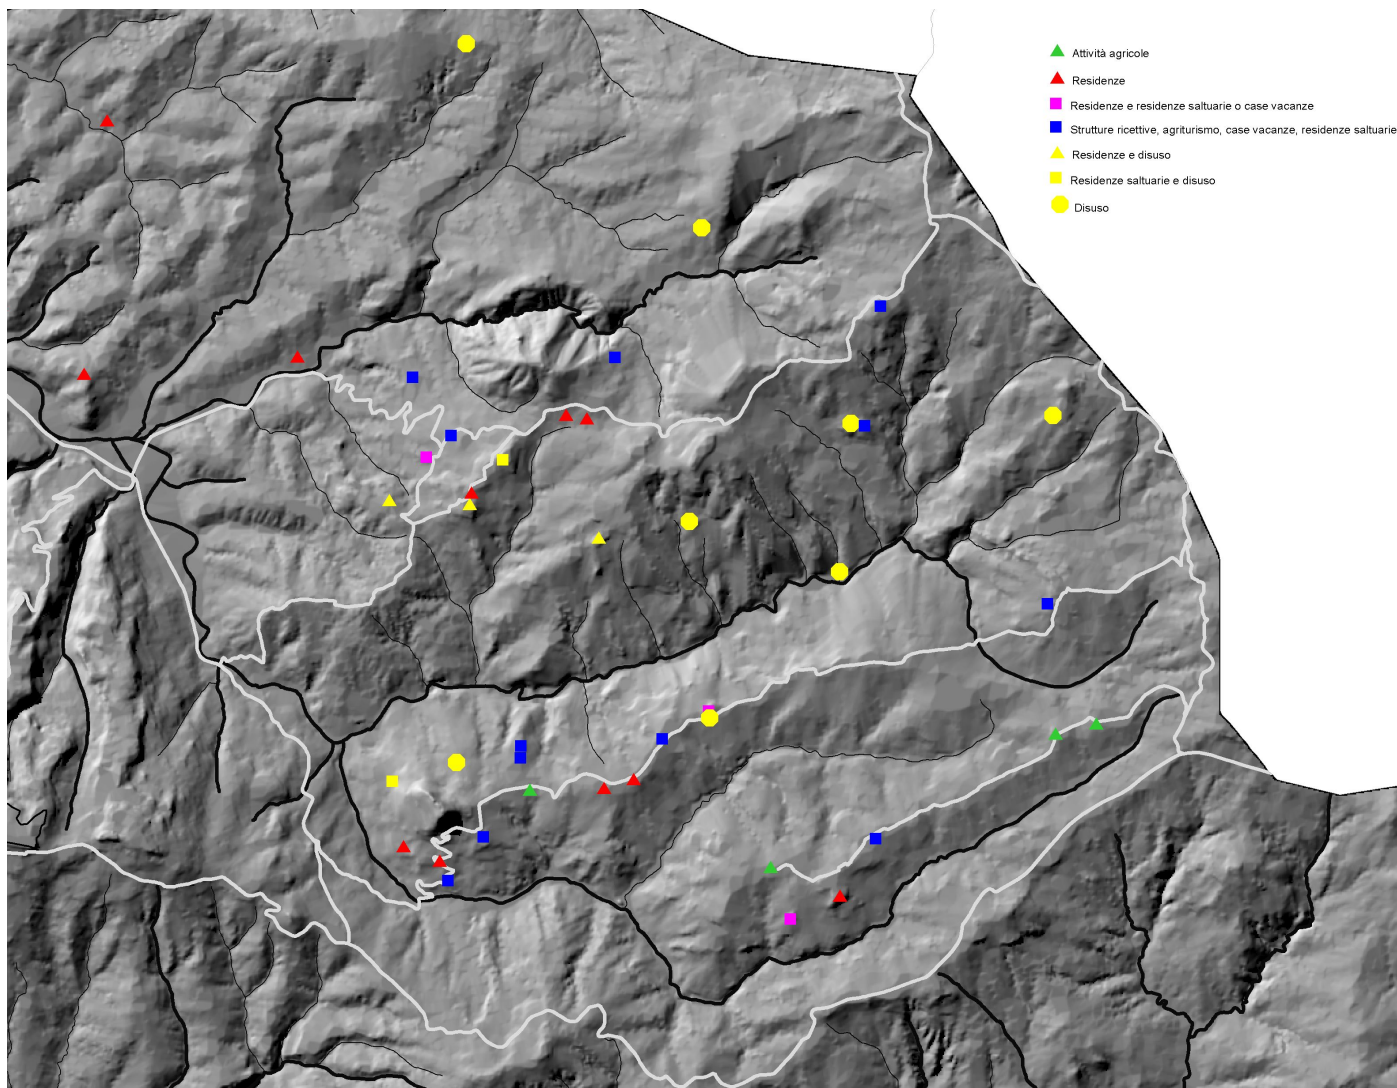 Attività agricole
Residenze
Residenze e residenze saltuarie o case vacanze
Strutture ricettive, agriturismo, case vacanze, residenze saltuarie
Residenze e disuso
Residenze saltuarie e disuso
Disuso